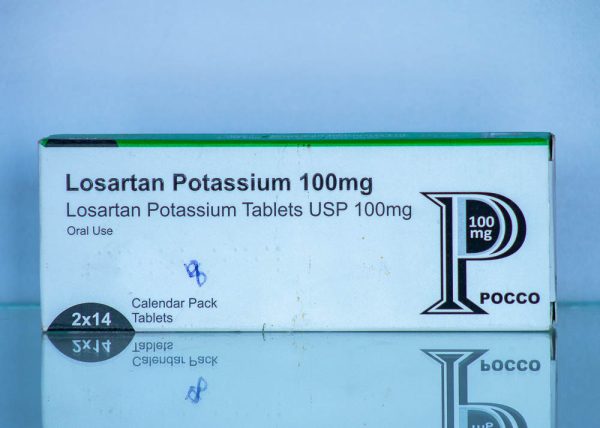 Losartan Potassium 100mg
Losartan Potassium Tablets USP 100mg
Oral Use
100
mg
POCCO
2x14
Calendar Pack
Tablets